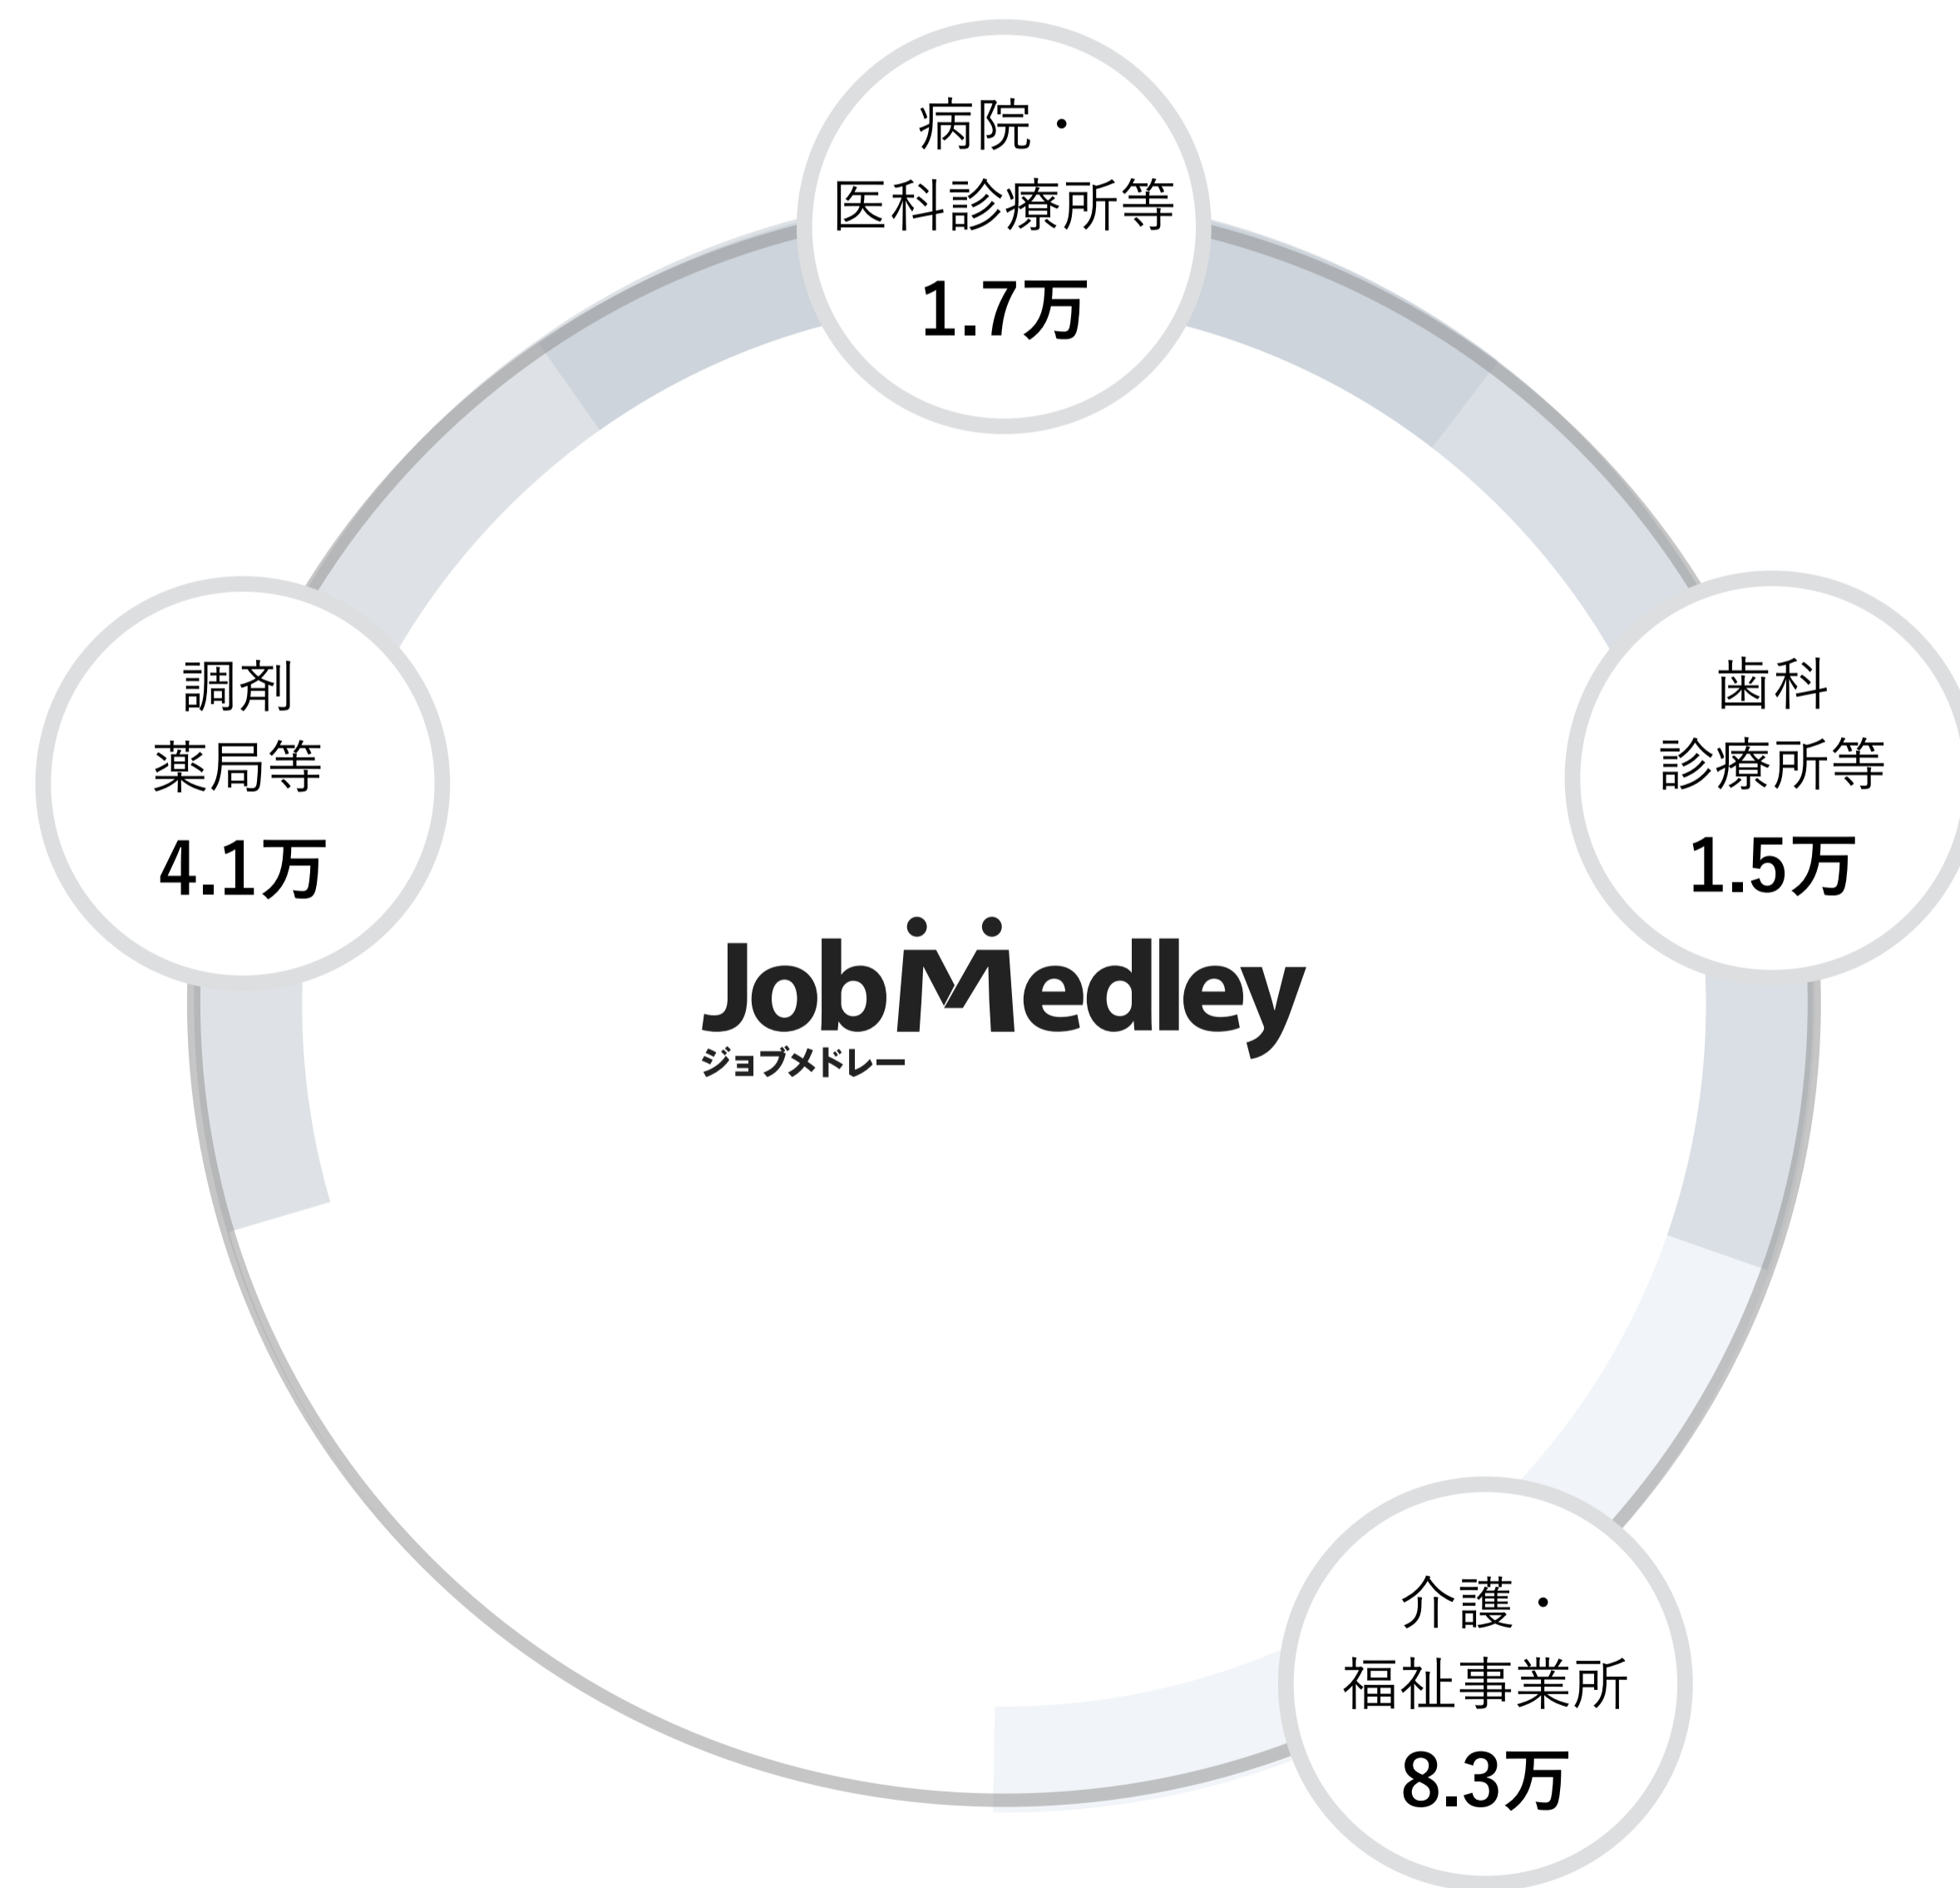 病院・
医科診療所等
1.7万
調剤
薬局等
4.1万
歯科
診療所等
1.5万
JobMedley
ジョブメドレー
介護・
福祉事業所
8.3万